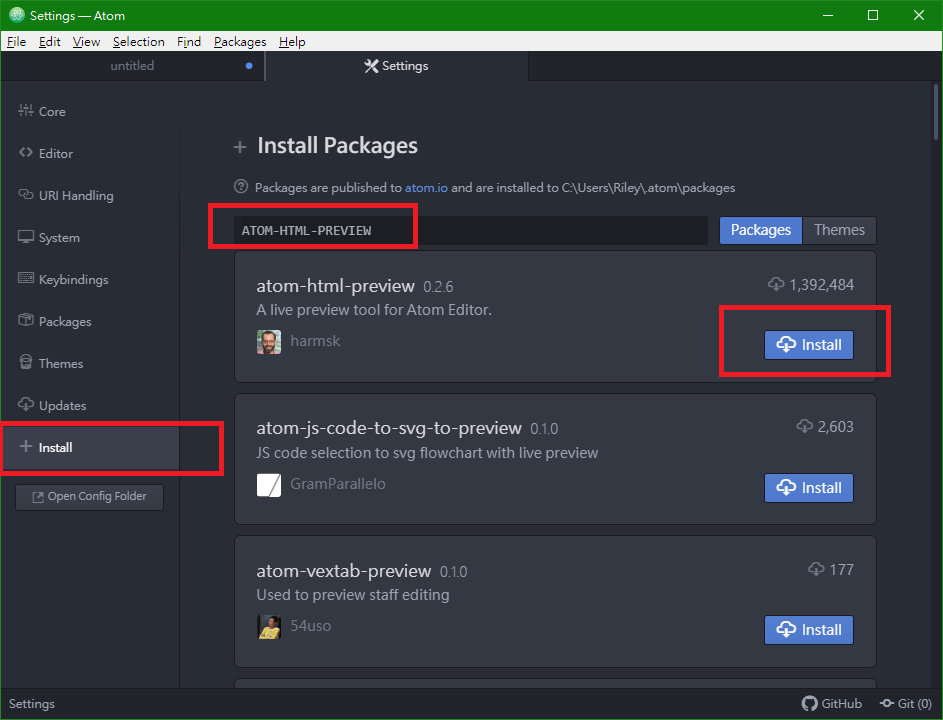 Settings — Atom
File Edit View Selection Find Packages Help
untitled
Settings
Core
Editor
URI Handling
System
Keybindings
Packages
Themes
Updates
Install
Open Config Folder
Install Packages
Packages are published to atom.io and are installed to C:\Users\Riley\.atom\packages
ATOM-HTML-PREVIEW
Packages Themes
atom-html-preview 0.2.6 1,392,484
A live preview tool for Atom Editor.
harmsk Install
atom-js-code-to-svg-to-preview 0.1.0 2,603
JS code selection to svg flowchart with live preview
GramParallelo Install
atom-vextab-preview 0.1.0 177
Used to preview staff editing
54uso Install
Settings GitHub Git (0)